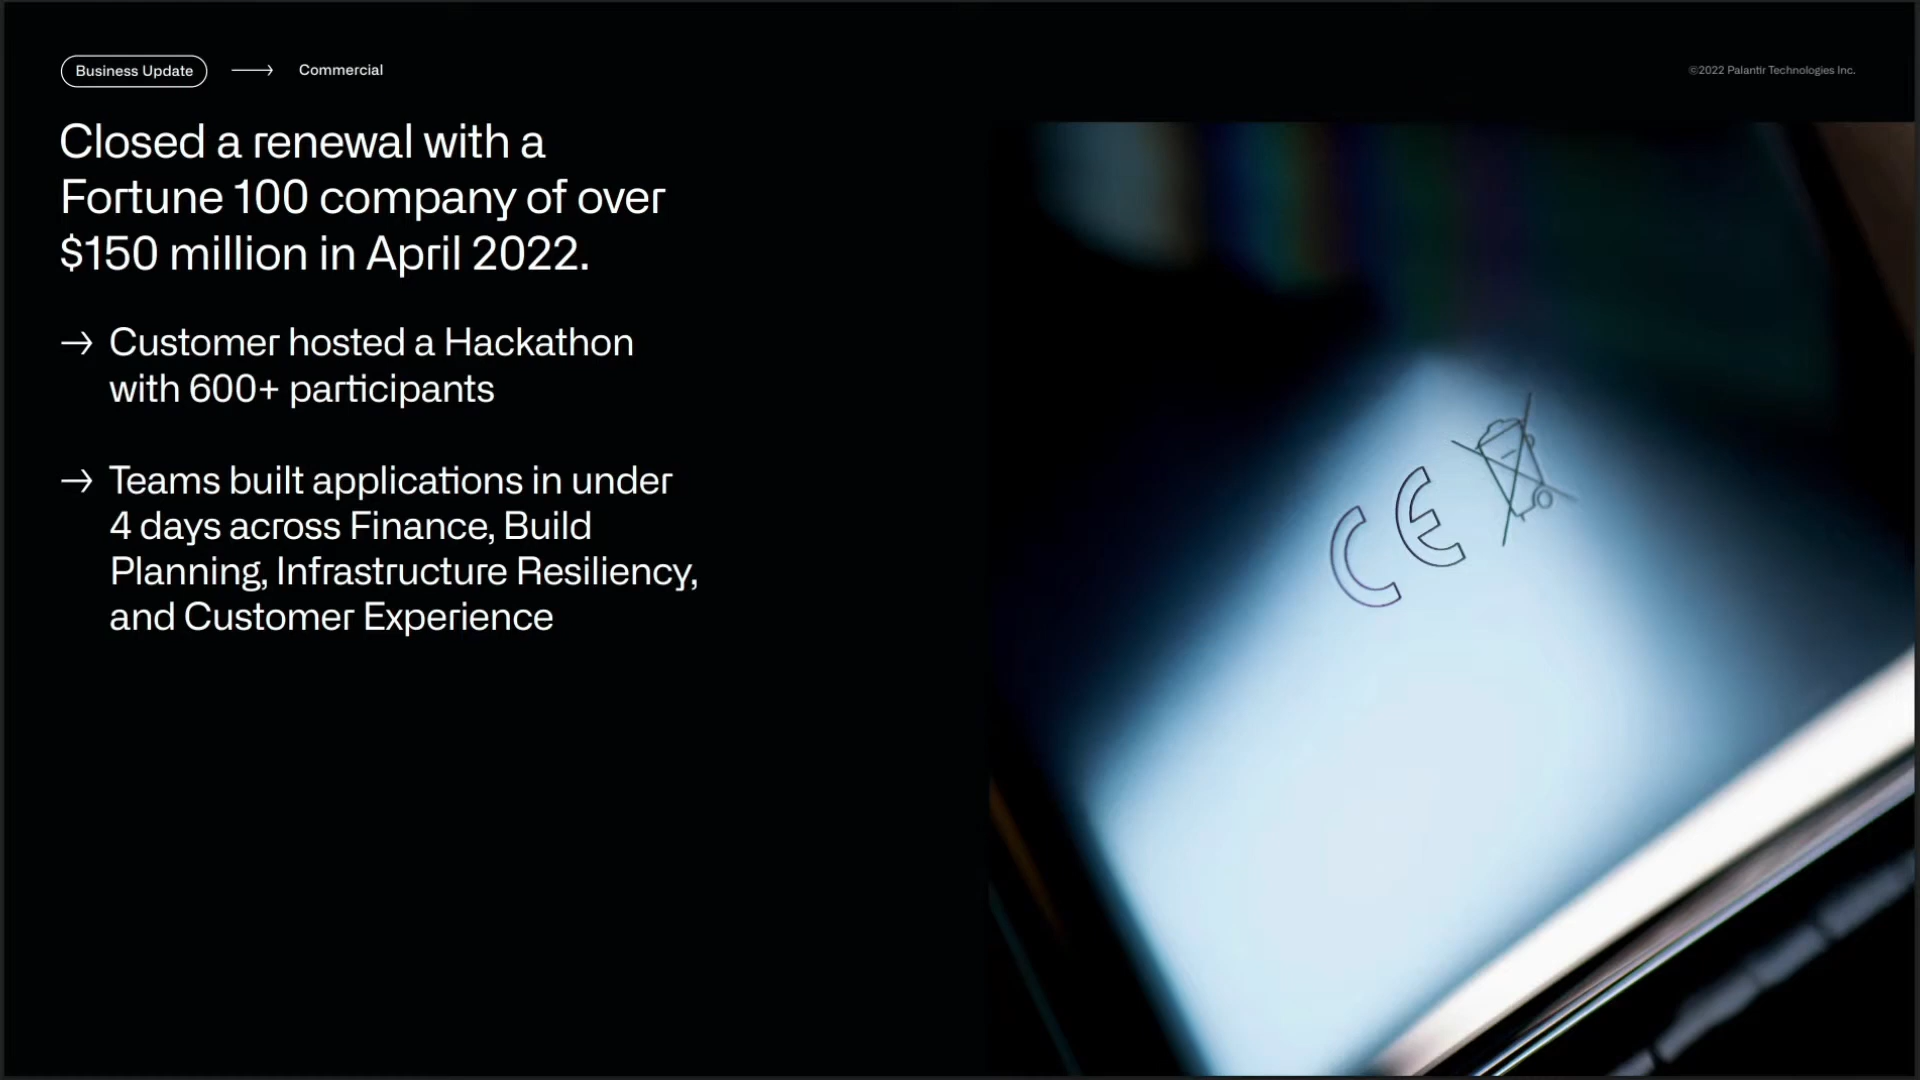 Business Update → Commercial
©2022 Palantir Technologies Inc.
Closed a renewal with a
Fortune 100 company of over
$150 million in April 2022.
→ Customer hosted a Hackathon
with 600+ participants
→ Teams built applications in under
4 days across Finance, Build
Planning, Infrastructure Resiliency,
and Customer Experience
CE